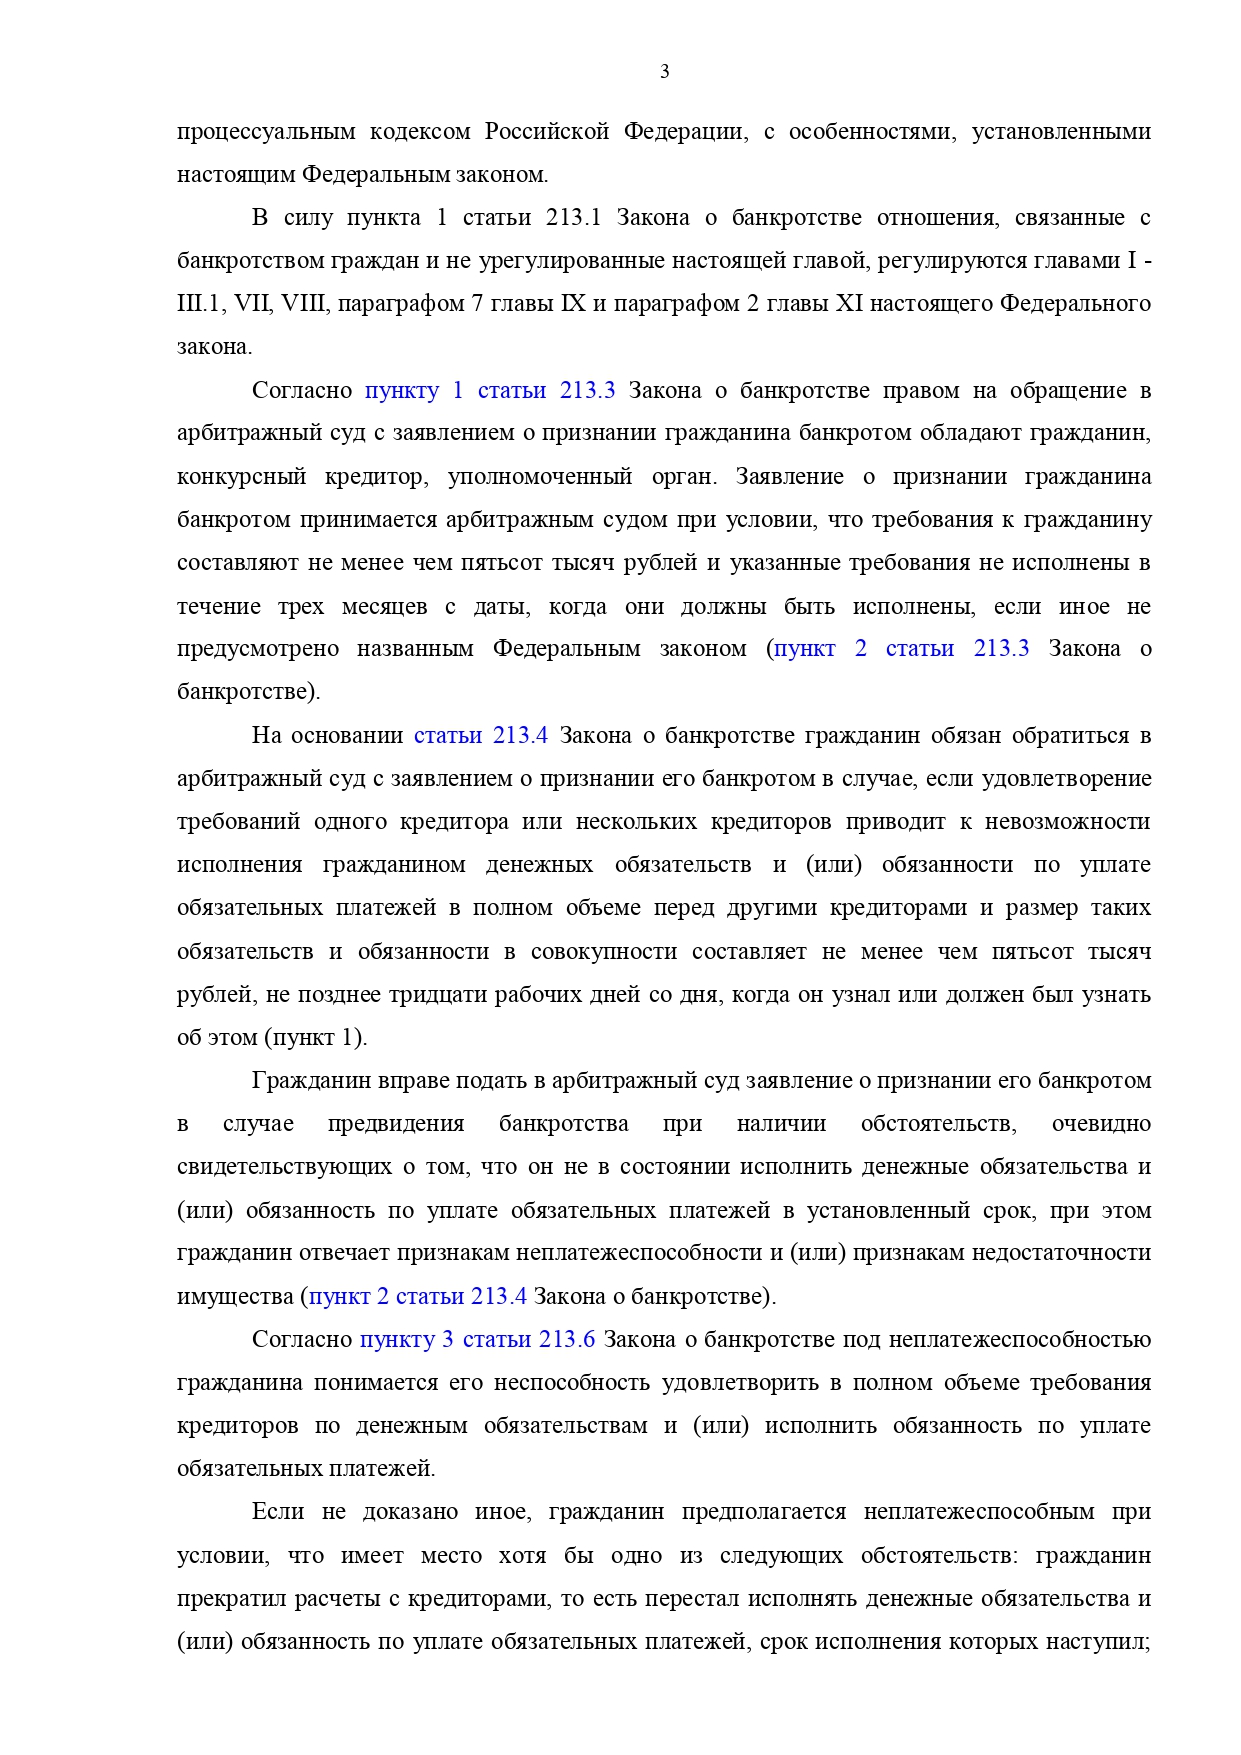 3
процессуальным кодексом Российской Федерации, с особенностями, установленными
настоящим Федеральным законом.
В силу пункта 1 статьи 213.1 Закона о банкротстве отношения, связанные с
банкротством граждан и не урегулированные настоящей главой, регулируются главами I -
III.1, VII, VIII, параграфом 7 главы IX и параграфом 2 главы XI настоящего Федерального
закона.
Согласно пункту 1 статьи 213.3 Закона о банкротстве правом на обращение в
арбитражный суд с заявлением о признании гражданина банкротом обладают гражданин,
конкурсный кредитор, уполномоченный орган. Заявление о признании гражданина
банкротом принимается арбитражным судом при условии, что требования к гражданину
составляют не менее чем пятьсот тысяч рублей и указанные требования не исполнены в
течение трех месяцев с даты, когда они должны быть исполнены, если иное не
предусмотрено названным Федеральным законом (пункт 2 статьи 213.3 Закона о
банкротстве).
На основании статьи 213.4 Закона о банкротстве гражданин обязан обратиться в
арбитражный суд с заявлением о признании его банкротом в случае, если удовлетворение
требований одного кредитора или нескольких кредиторов приводит к невозможности
исполнения гражданином денежных обязательств и (или) обязанности по уплате
обязательных платежей в полном объеме перед другими кредиторами и размер таких
обязательств и обязанности в совокупности составляет не менее чем пятьсот тысяч
рублей, не позднее тридцати рабочих дней со дня, когда он узнал или должен был узнать
об этом (пункт 1).
Гражданин вправе подать в арбитражный суд заявление о признании его банкротом
в случае предвидения банкротства при наличии обстоятельств, очевидно
свидетельствующих о том, что он не в состоянии исполнить денежные обязательства и
(или) обязанность по уплате обязательных платежей в установленный срок, при этом
гражданин отвечает признакам неплатежеспособности и (или) признакам недостаточности
имущества (пункт 2 статьи 213.4 Закона о банкротстве).
Согласно пункту 3 статьи 213.6 Закона о банкротстве под неплатежеспособностью
гражданина понимается его неспособность удовлетворить в полном объеме требования
кредиторов по денежным обязательствам и (или) исполнить обязанность по уплате
обязательных платежей.
Если не доказано иное, гражданин предполагается неплатежеспособным при
условии, что имеет место хотя бы одно из следующих обстоятельств: гражданин
прекратил расчеты с кредиторами, то есть перестал исполнять денежные обязательства и
(или) обязанность по уплате обязательных платежей, срок исполнения которых наступил;